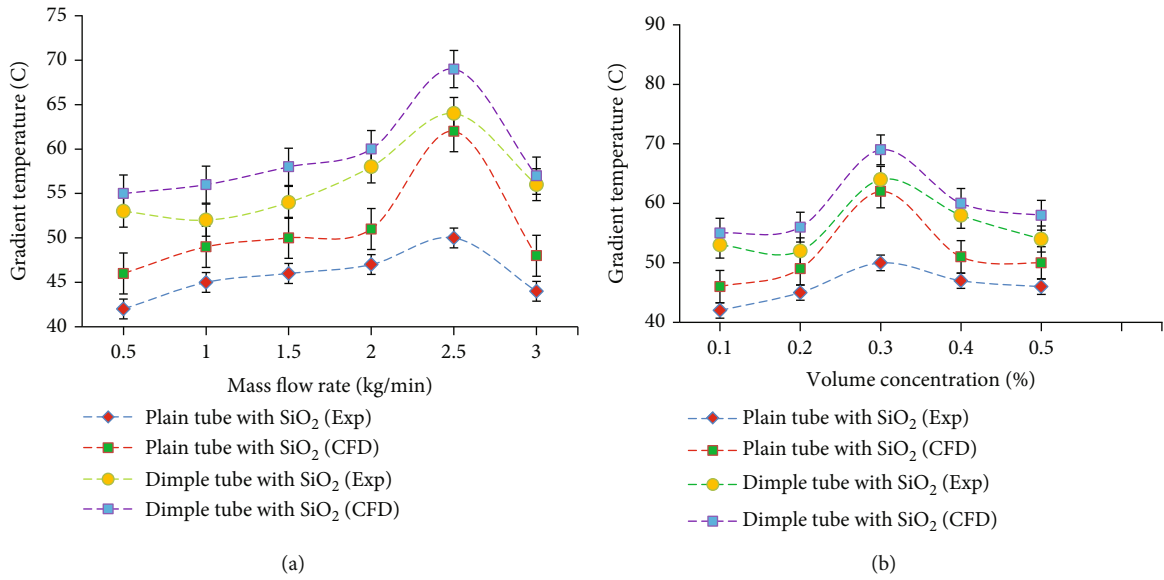 75
70
65
60
55
50
45
40
Gradient temperature (C)
0.5 1 1.5 2 2.5 3
Mass flow rate (kg/min)
Plain tube with SiO₂ (Exp)
Plain tube with SiO₂ (CFD)
Dimple tube with SiO₂ (Exp)
Dimple tube with SiO₂ (CFD)
(a)
90
80
70
60
50
40
Gradient temperature (C)
0.1 0.2 0.3 0.4 0.5
Volume concentration (%)
Plain tube with SiO₂ (Exp)
Plain tube with SiO₂ (CFD)
Dimple tube with SiO₂ (Exp)
Dimple tube with SiO₂ (CFD)
(b)